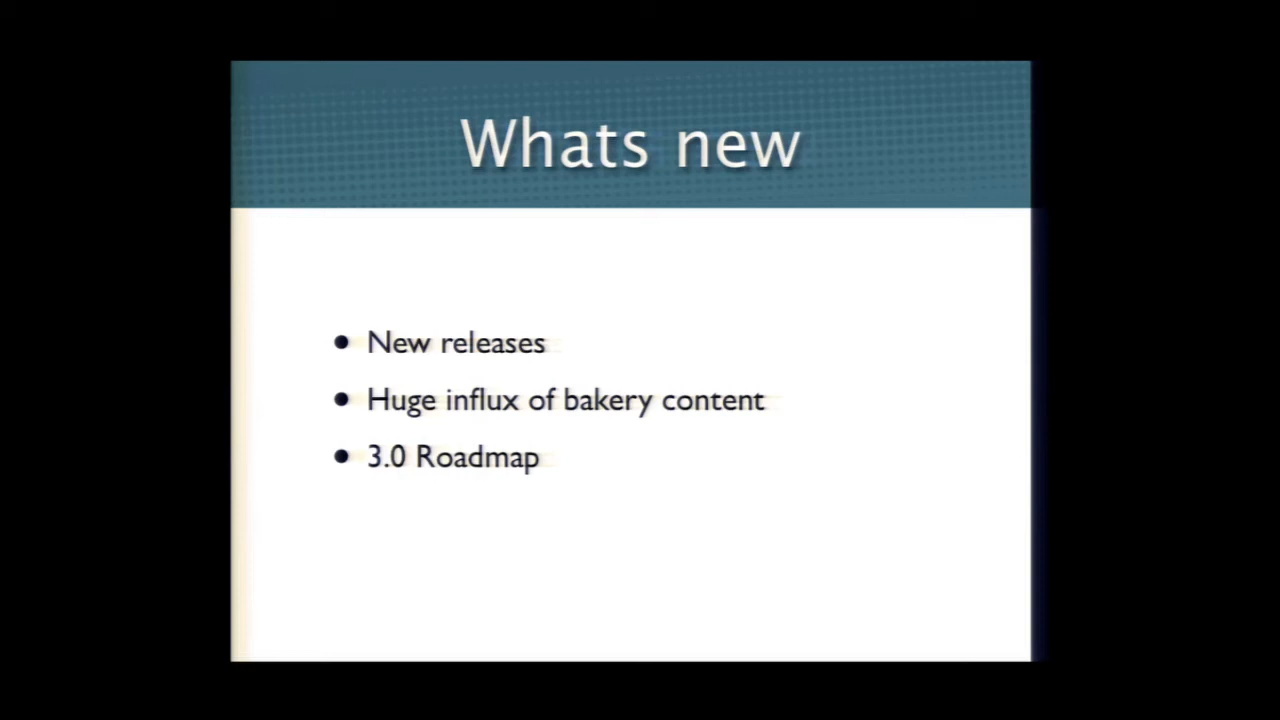 Whats new
• New releases
• Huge influx of bakery content
• 3.0 Roadmap